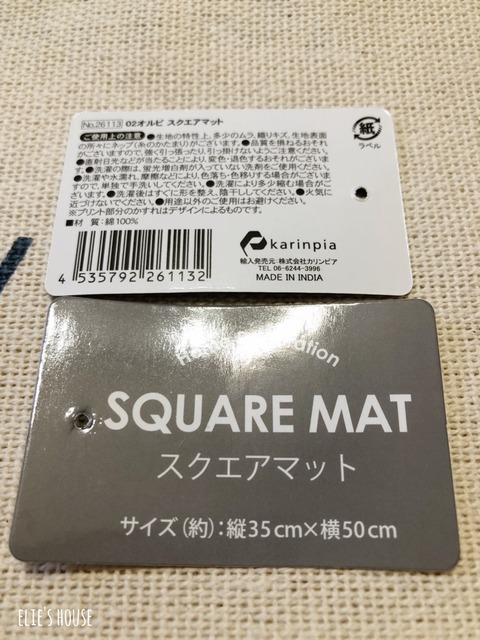 No.26113 02オルビ スクエアマット
ご使用上の注意 ●生地の特性上、多少のムラ、織りキズ、生地表面
の所々にネップ(糸のかたまり)がございます。●品質を損ねるおそれ
がございますので、強く引っ張ったり、引っ掛けないようご注意ください。
●直射日光などが当たることにより、変色・退色するおそれがございます。
●洗濯の際は、蛍光増白剤が入っていない洗剤をご使用ください。
●洗濯や水濡れ、摩擦などにより、色落ち・色移りする場合がございま
すので、単独で手洗いしてください。●洗濯により多少縮む場合がご
ざいます。●洗濯後はすぐに形を整え、陰干ししてください。●火気に
近づけないでください。●用途以外のご使用はお避けください。
※プリント部分のかすれはデザインによるものです。
■材 質：綿100%
紙
ラベル
4 535792 261132
karinpia
輸入発売元：株式会社カリンピア
TEL 06-6244-3996
MADE IN INDIA
SQUARE MAT
スクエアマット
サイズ(約)：縦35cm×横50cm
ELIE'S HOUSE